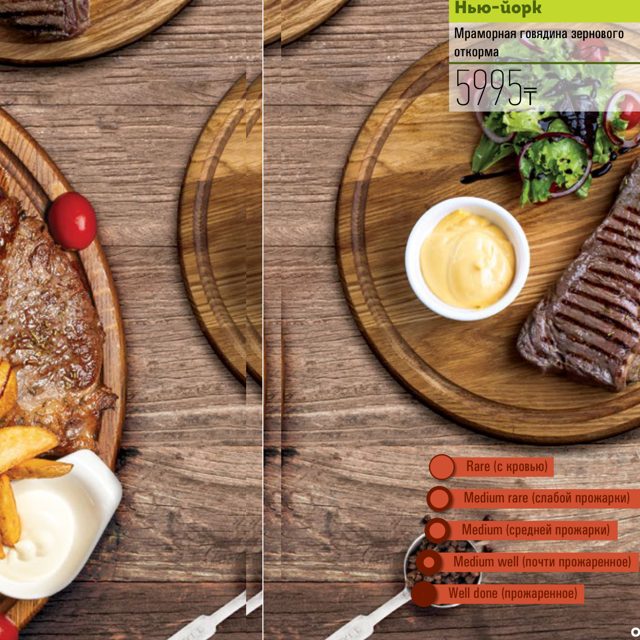 Нью-йорк
Мраморная говядина зернового
откорма
5995₸
Rare (с кровью)
Medium rare (слабой прожарки)
Medium (средней прожарки)
Medium well (почти прожаренное)
Well done (прожаренное)